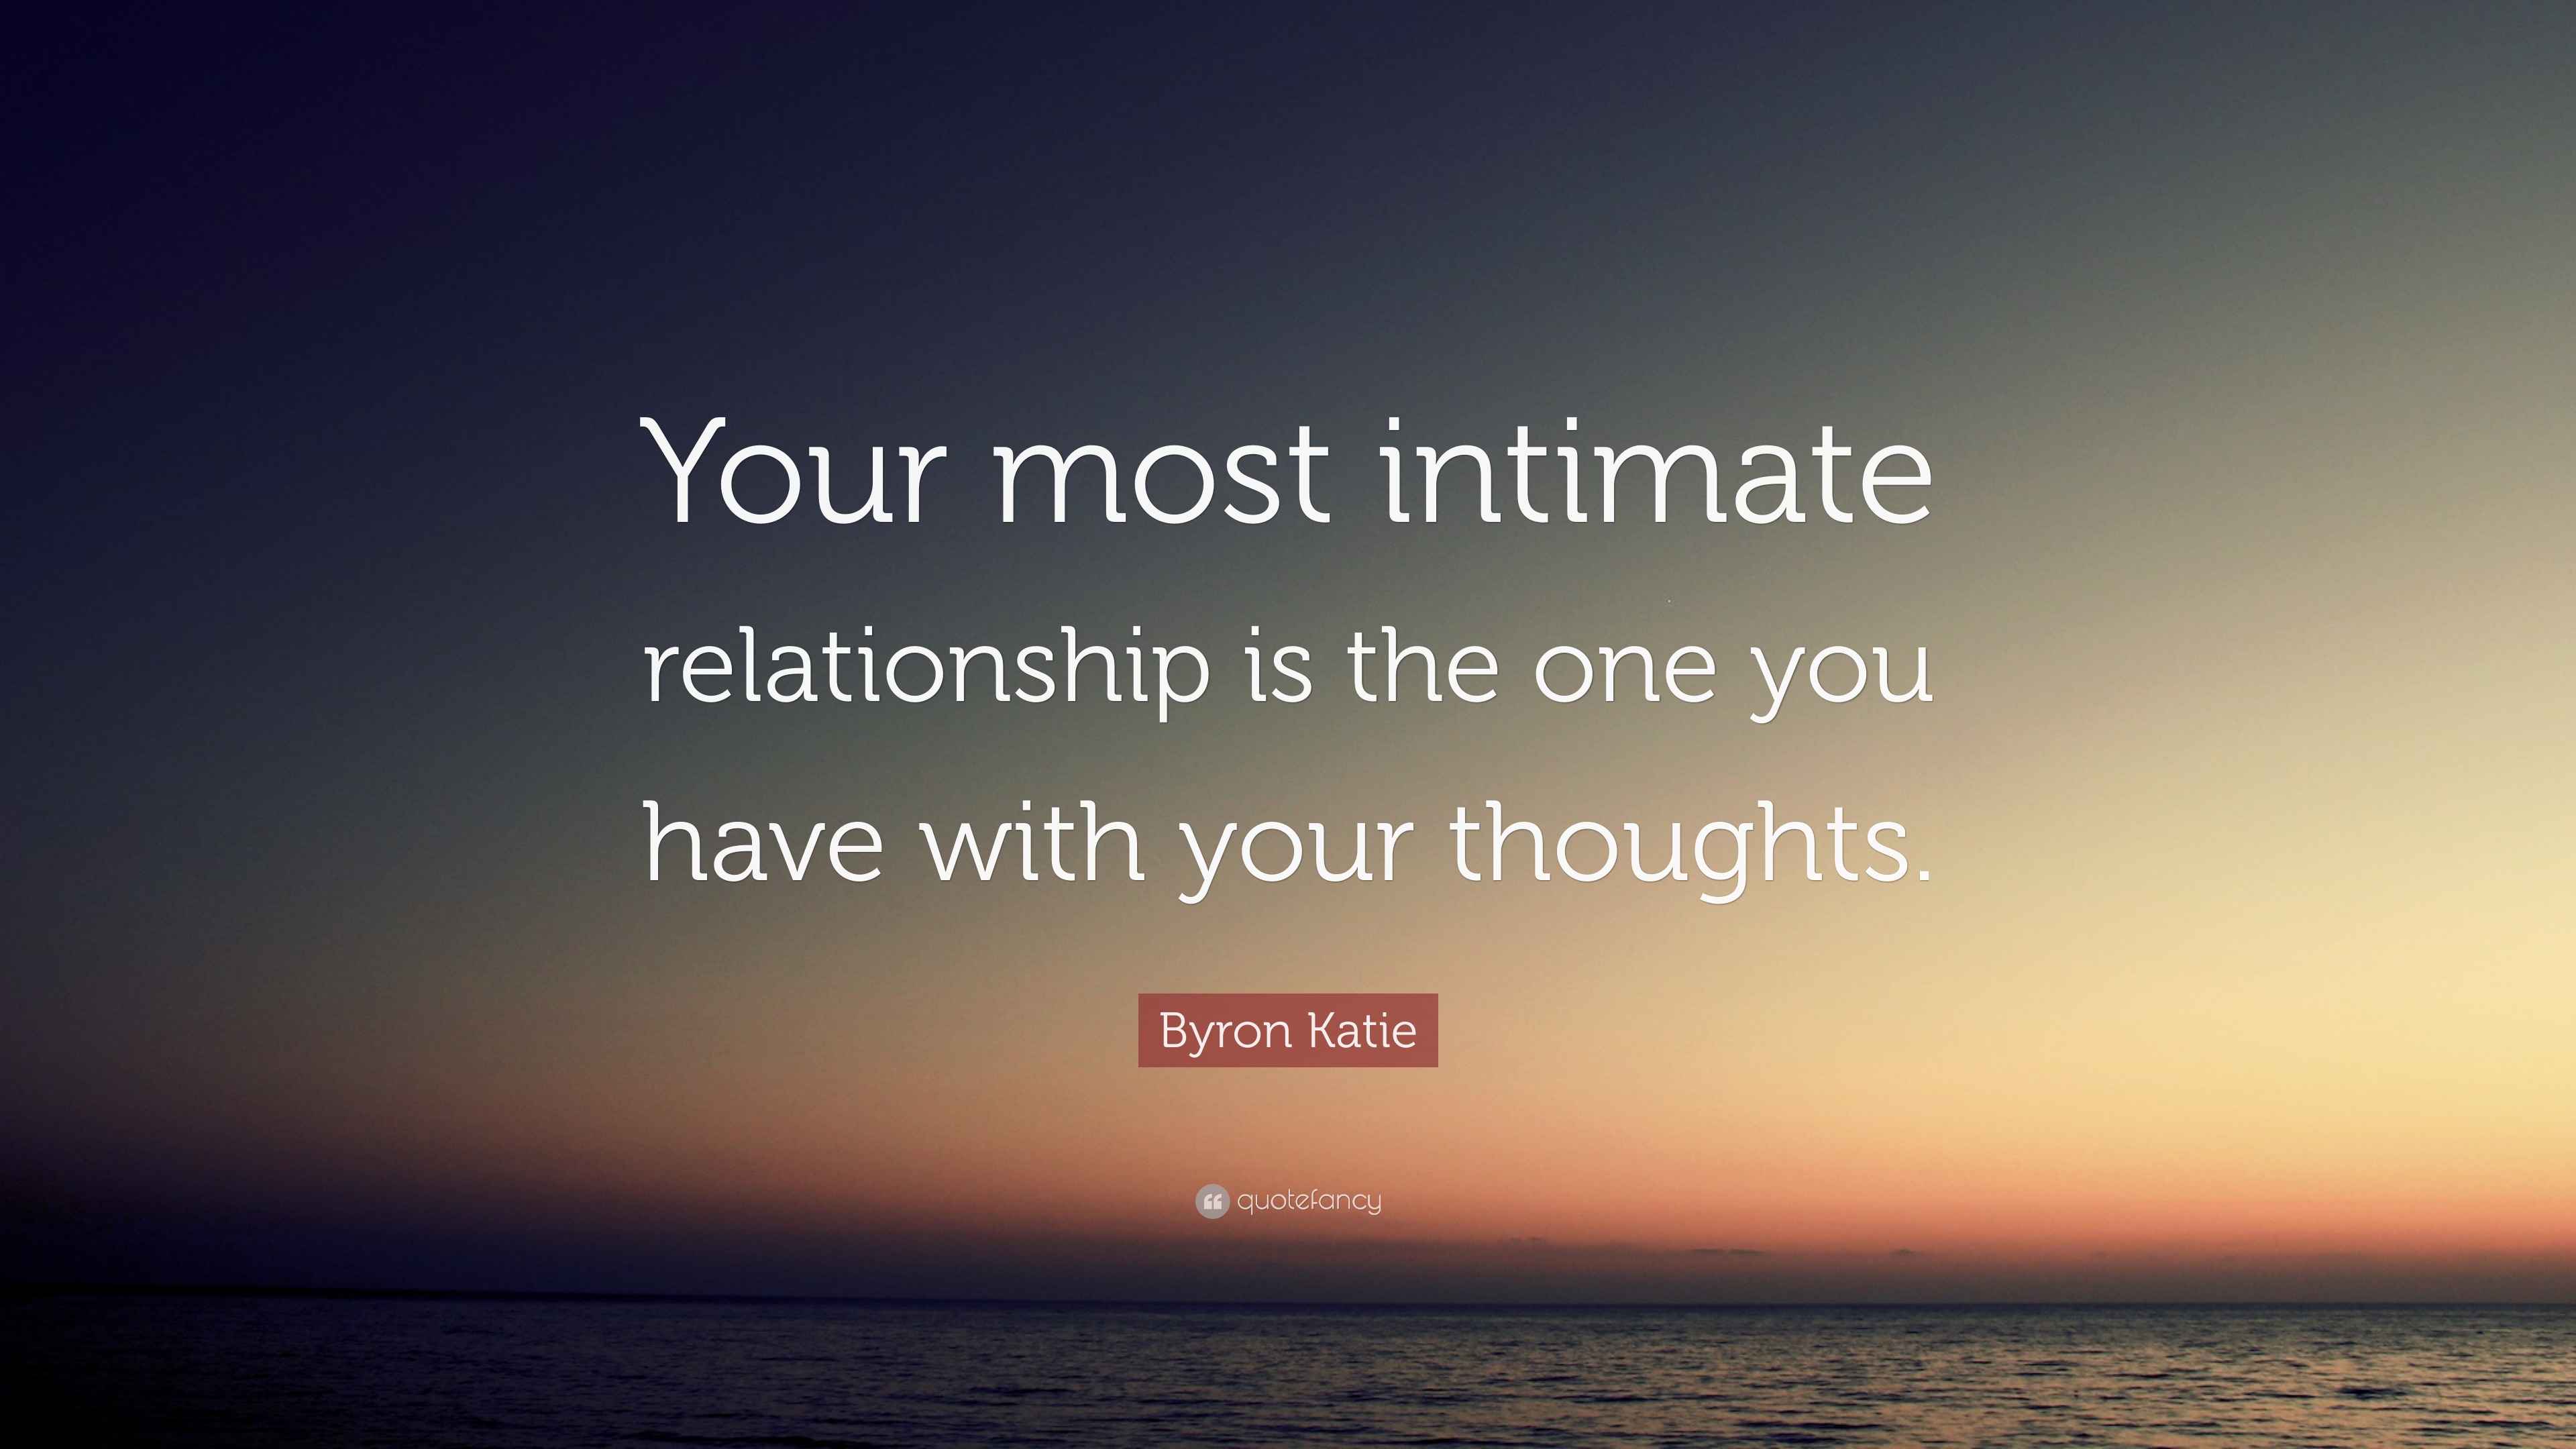 Your most intimate
relationship is the one you
have with your thoughts.
Byron Katie
quotefancy